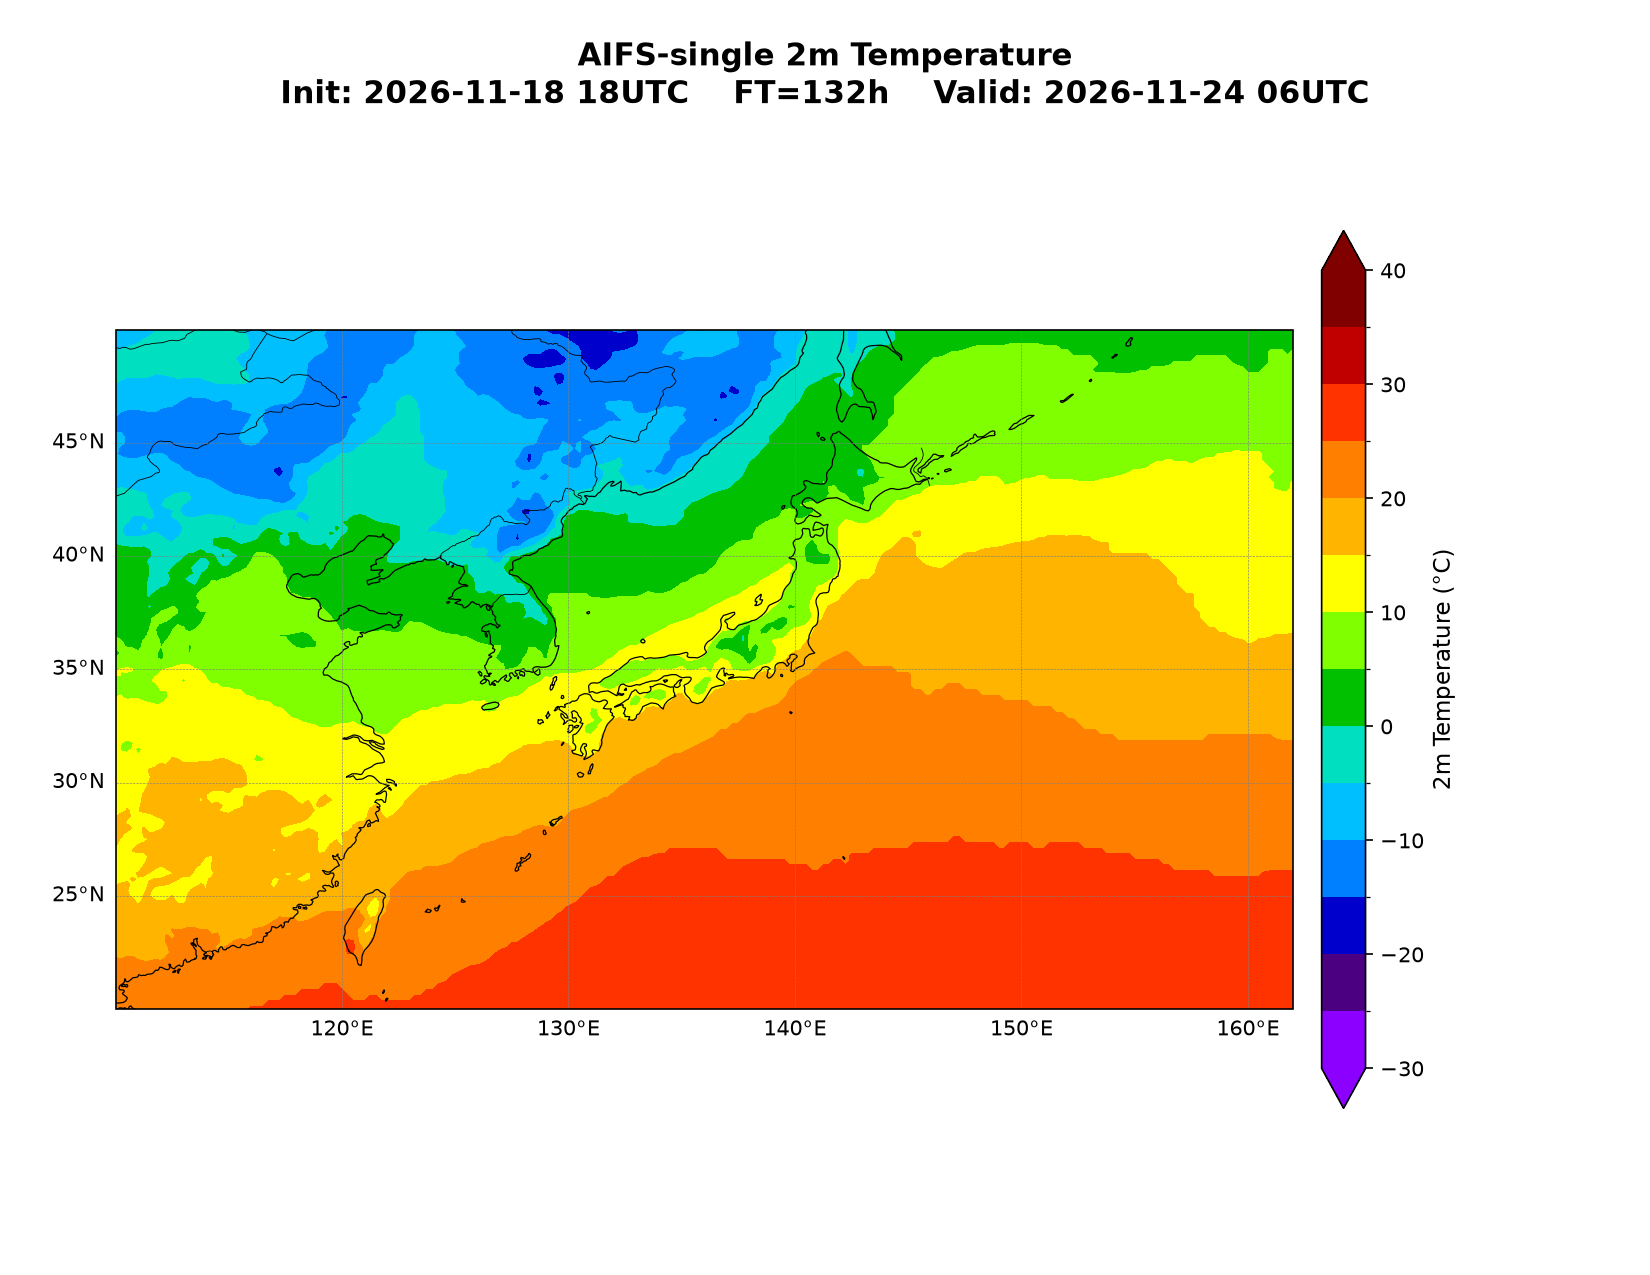 AIFS-single 2m Temperature
Init: 2026-11-18 18UTC    FT=132h    Valid: 2026-11-24 06UTC
45°N
40°N
35°N
30°N
25°N
120°E
130°E
140°E
150°E
160°E
40
30
20
10
0
−10
−20
−30
2m Temperature (°C)